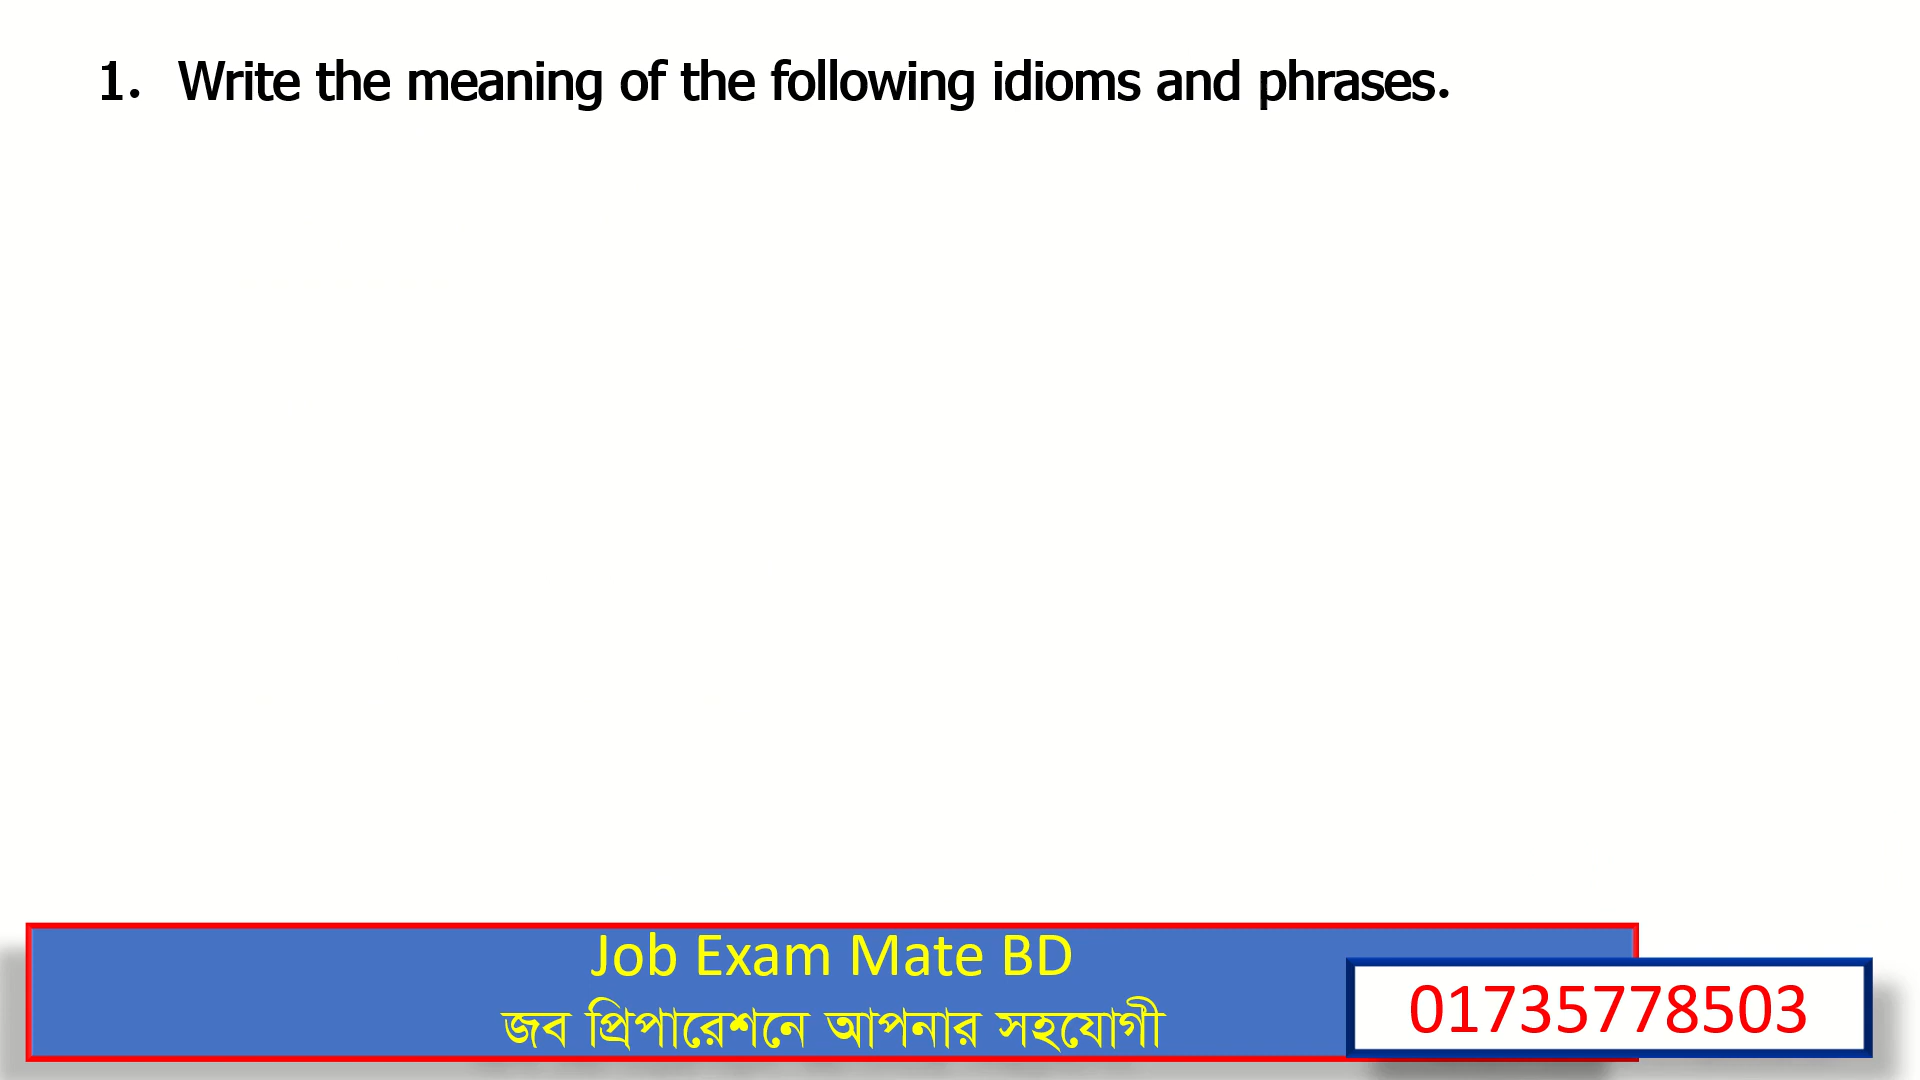 1. Write the meaning of the following idioms and phrases.
Job Exam Mate BD
জব প্রিপারেশনে আপনার সহযোগী
01735778503